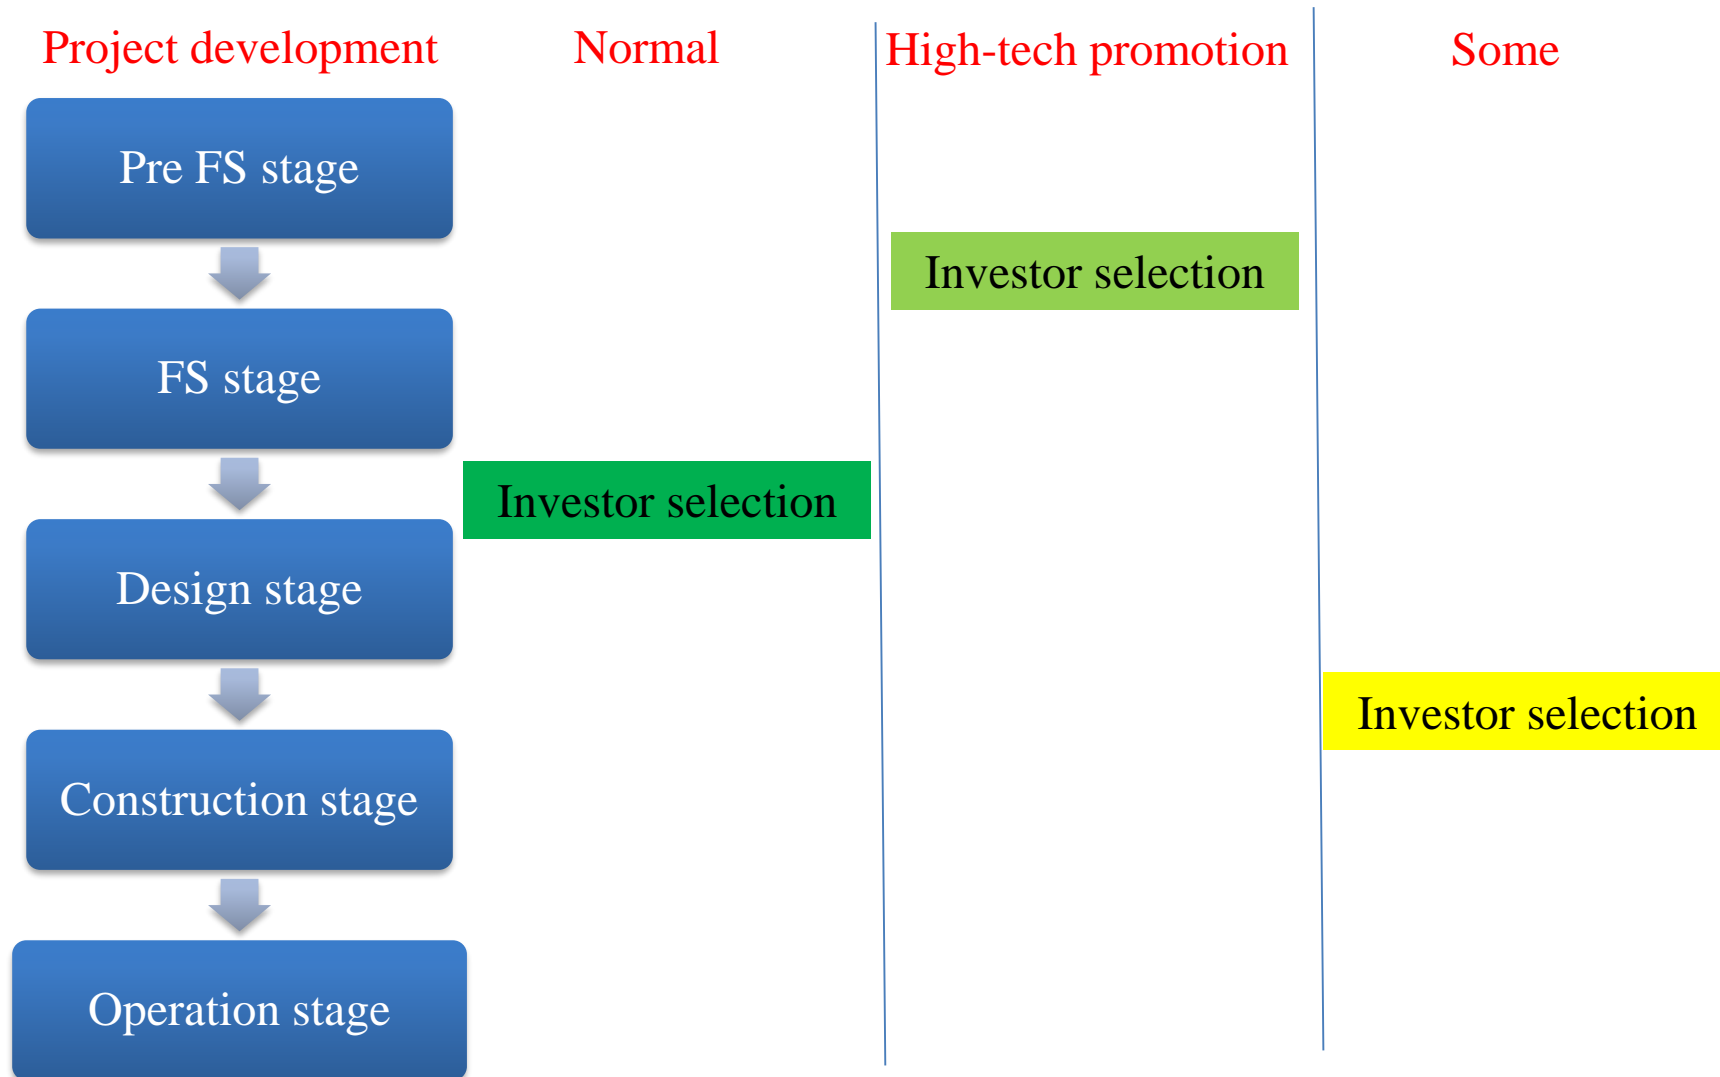 Project development
Normal
High-tech promotion
Some
Pre FS stage
Investor selection
FS stage
Investor selection
Design stage
Investor selection
Construction stage
Operation stage